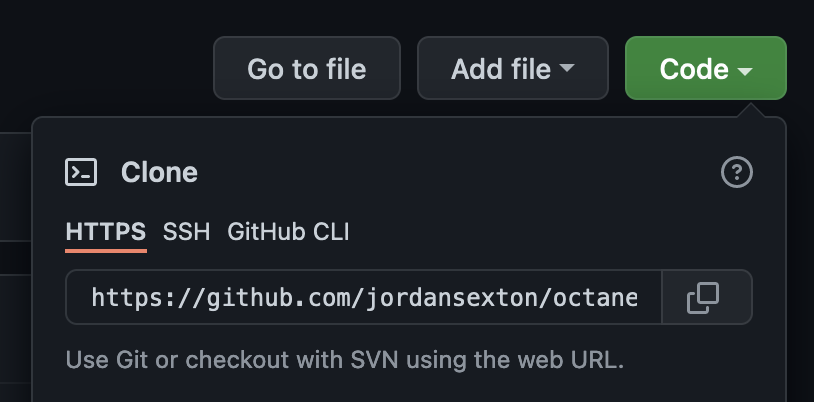 Go to file Add file Code
Clone
HTTPS SSH GitHub CLI
https://github.com/jordansexton/octane
Use Git or checkout with SVN using the web URL.